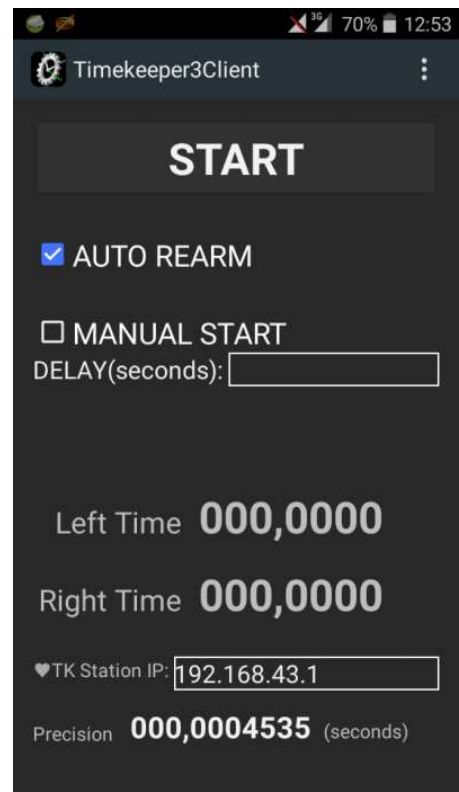 3G 70% 12:53
Timekeeper3Client
START
AUTO REARM
MANUAL START
DELAY(seconds):
Left Time 000,0000
Right Time 000,0000
♥TK Station IP: 192.168.43.1
Precision 000,0004535 (seconds)